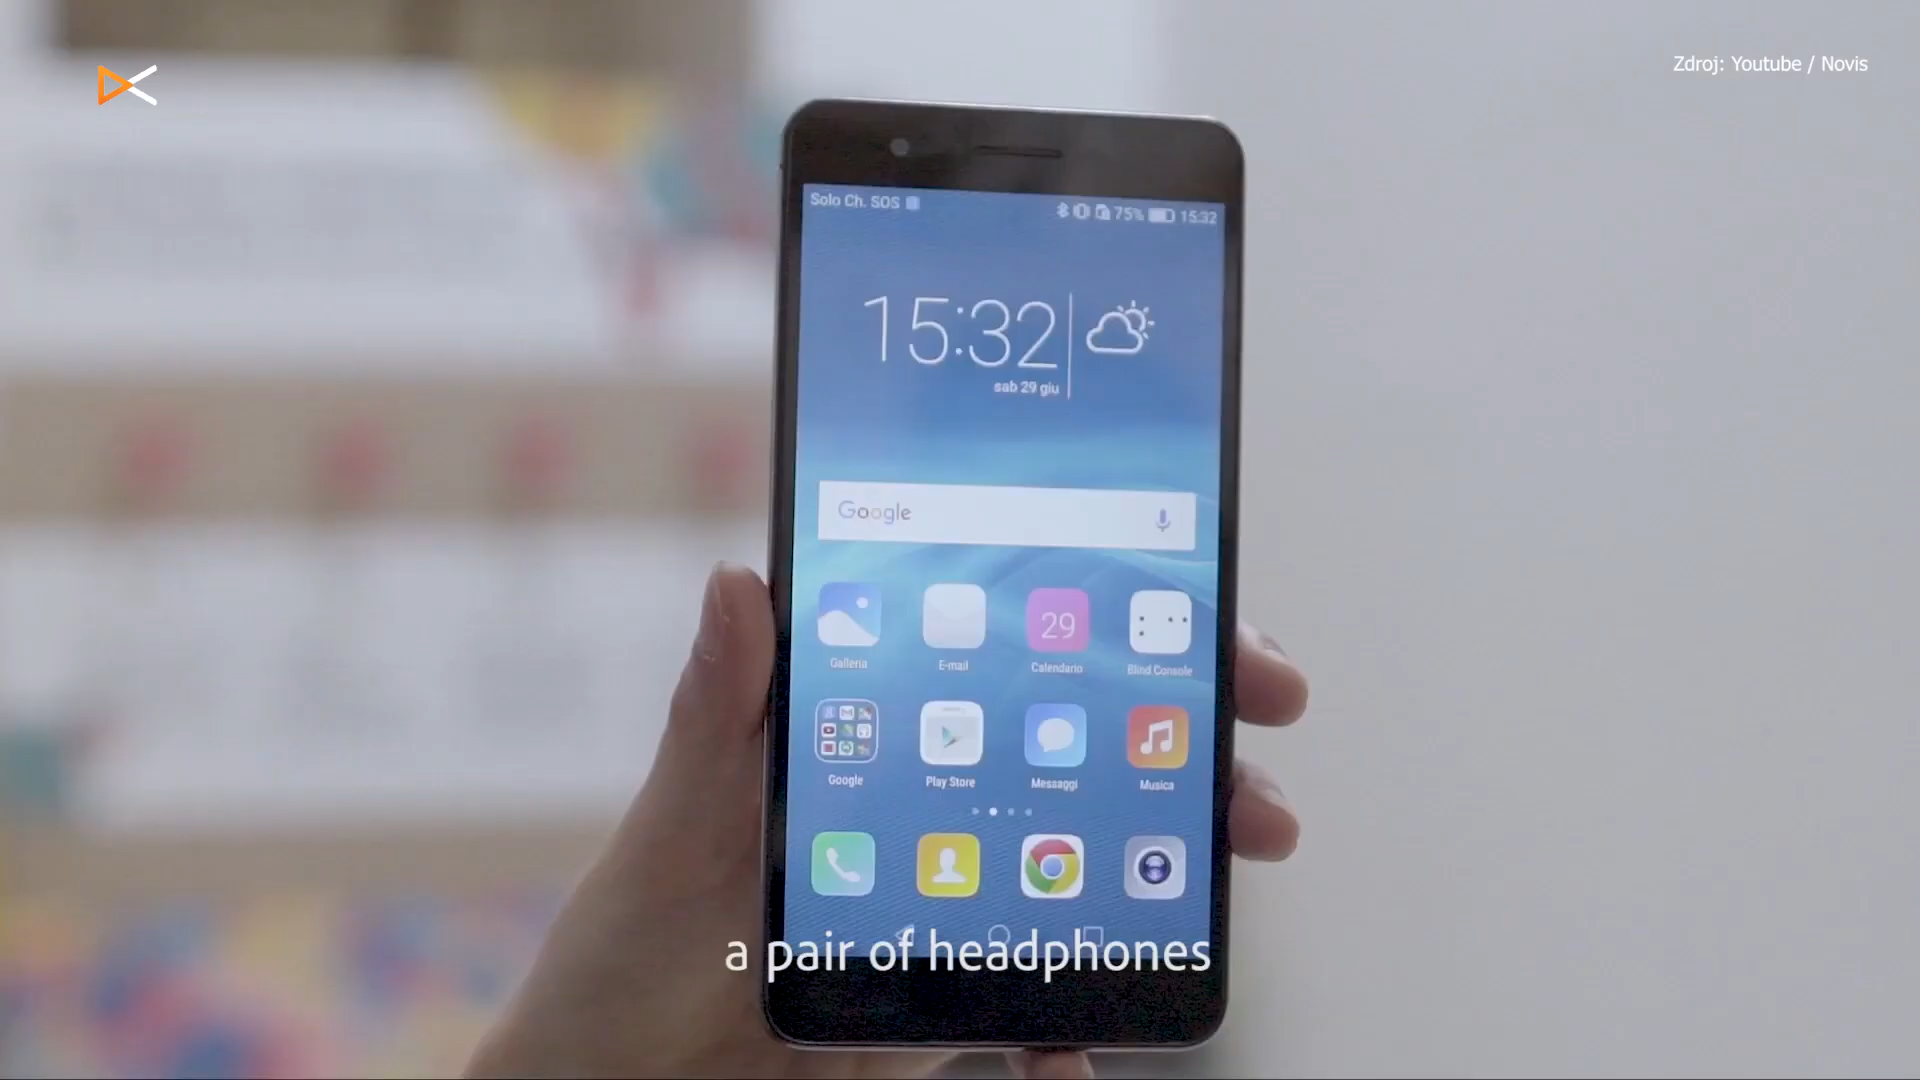 Zdroj: Youtube / Novis
Solo Ch. SOS
75% 15:32
15:32
sab 29 giu
Google
29
Galleria E-mail Calendario Blind Console
Google Play Store Messaggi Musica
a pair of headphones